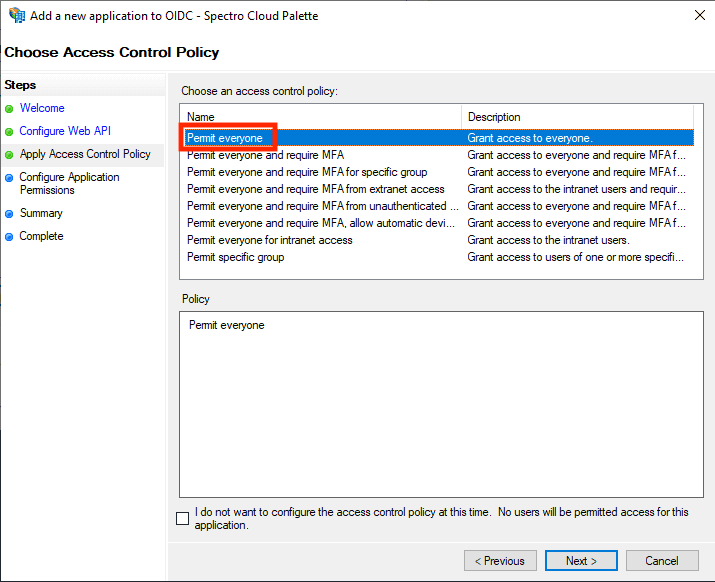 Add a new application to OIDC - Spectro Cloud Palette
Choose Access Control Policy
Steps
Welcome
Configure Web API
Apply Access Control Policy
Configure Application
Permissions
Summary
Complete
Choose an access control policy:
Name Description
Permit everyone Grant access to everyone.
Permit everyone and require MFA Grant access to everyone and require MFA f...
Permit everyone and require MFA for specific group Grant access to everyone and require MFA f...
Permit everyone and require MFA from extranet access Grant access to the intranet users and requir...
Permit everyone and require MFA from unauthenticated ... Grant access to everyone and require MFA f...
Permit everyone and require MFA, allow automatic devi... Grant access to everyone and require MFA f...
Permit everyone for intranet access Grant access to the intranet users.
Permit specific group Grant access to users of one or more specifi...
Policy
Permit everyone
I do not want to configure the access control policy at this time. No users will be permitted access for this
application.
< Previous Next > Cancel